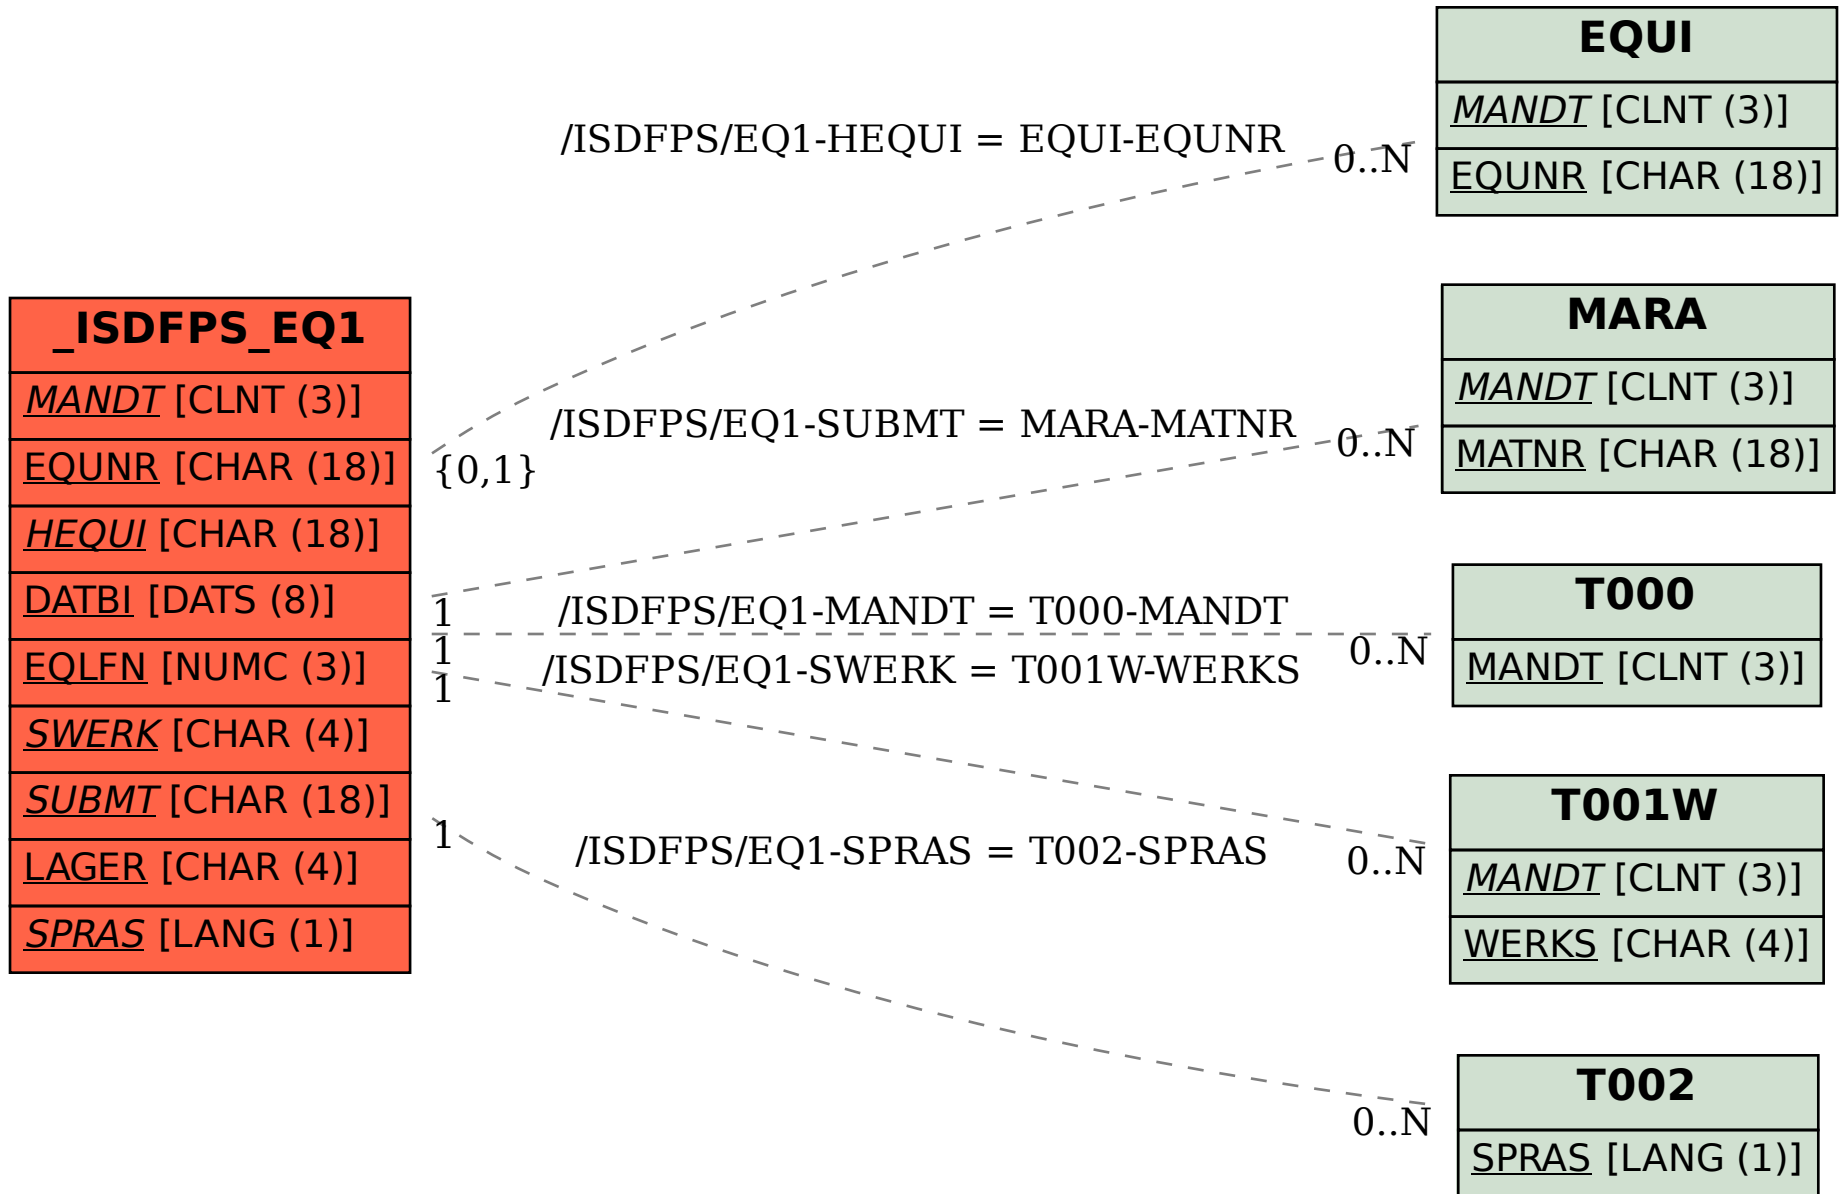 _ISDFPS_EQ1
MANDT [CLNT (3)]
EQUNR [CHAR (18)]
HEQUI [CHAR (18)]
DATBI [DATS (8)]
EQLFN [NUMC (3)]
SWERK [CHAR (4)]
SUBMT [CHAR (18)]
LAGER [CHAR (4)]
SPRAS [LANG (1)]
/ISDFPS/EQ1-HEQUI = EQUI-EQUNR
0..N
{0,1}
/ISDFPS/EQ1-SUBMT = MARA-MATNR
0..N
1
/ISDFPS/EQ1-MANDT = T000-MANDT
0..N
1
/ISDFPS/EQ1-SWERK = T001W-WERKS
0..N
1
/ISDFPS/EQ1-SPRAS = T002-SPRAS
0..N
1
EQUI
MANDT [CLNT (3)]
EQUNR [CHAR (18)]
MARA
MANDT [CLNT (3)]
MATNR [CHAR (18)]
T000
MANDT [CLNT (3)]
T001W
MANDT [CLNT (3)]
WERKS [CHAR (4)]
T002
SPRAS [LANG (1)]